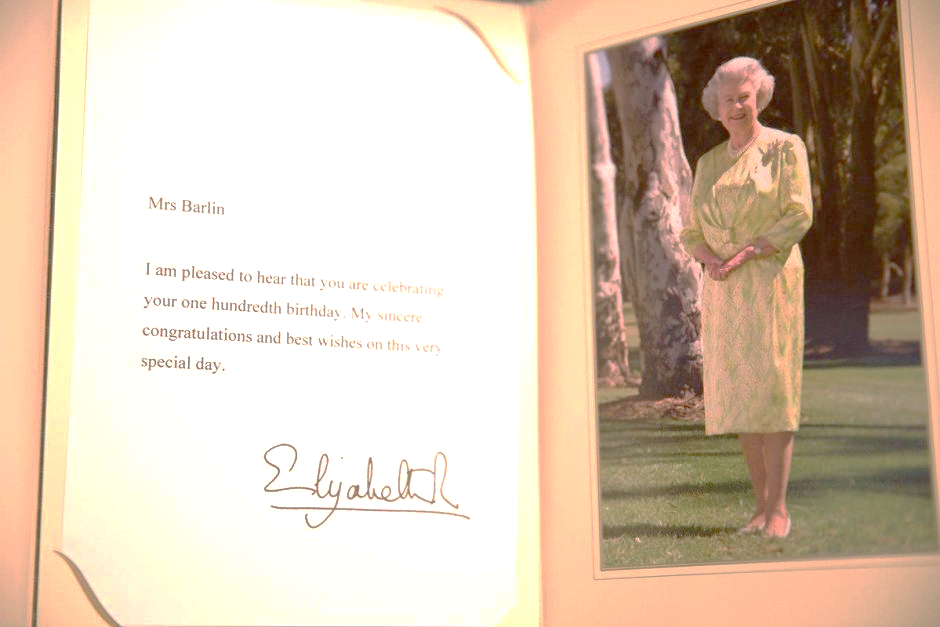 Mrs Barlin
I am pleased to hear that you are celebrating
your one hundredth birthday. My sincere
congratulations and best wishes on this very
special day.
Elizabeth R